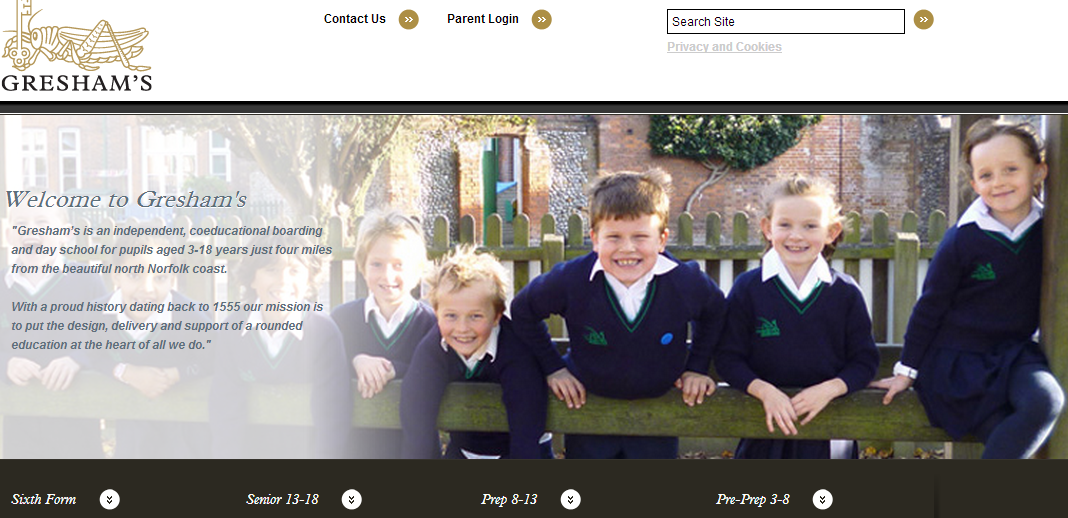 Contact Us
Parent Login
Search Site
Privacy and Cookies
GRESHAM'S
Welcome to Gresham's
"Gresham's is an independent, coeducational boarding
and day school for pupils aged 3-18 years just four miles
from the beautiful north Norfolk coast.
With a proud history dating back to 1555 our mission is
to put the design, delivery and support of a rounded
education at the heart of all we do."
Sixth Form
Senior 13-18
Prep 8-13
Pre-Prep 3-8